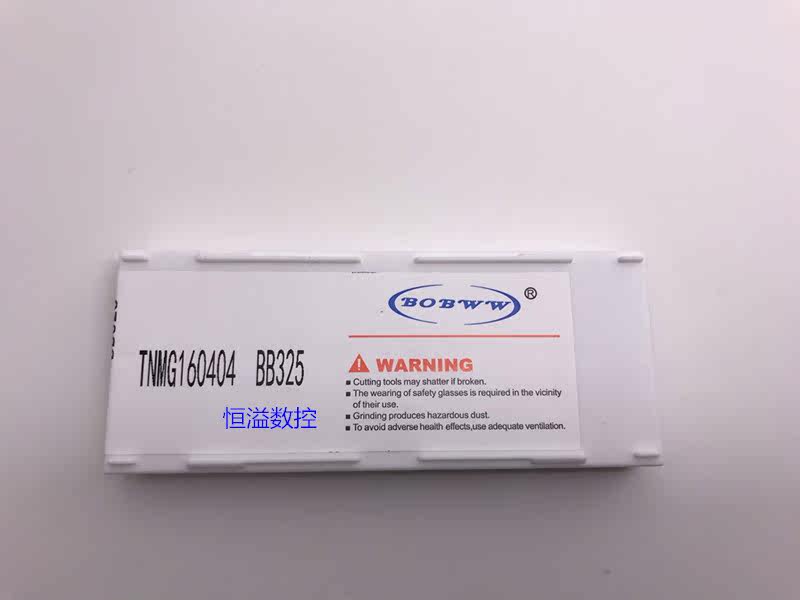 BOBWW®
TNMG160404 BB325
恒溢数控
WARNING
■ Cutting tools may shatter if broken.
■ The wearing of safety glasses is required in the vicinity
of their use.
■ Grinding produces hazardous dust.
■ To avoid adverse health effects,use adequate ventilation.